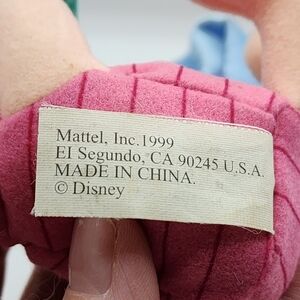 Mattel, Inc.1999
El Segundo, CA 90245 U.S.A.
MADE IN CHINA.
© Disney